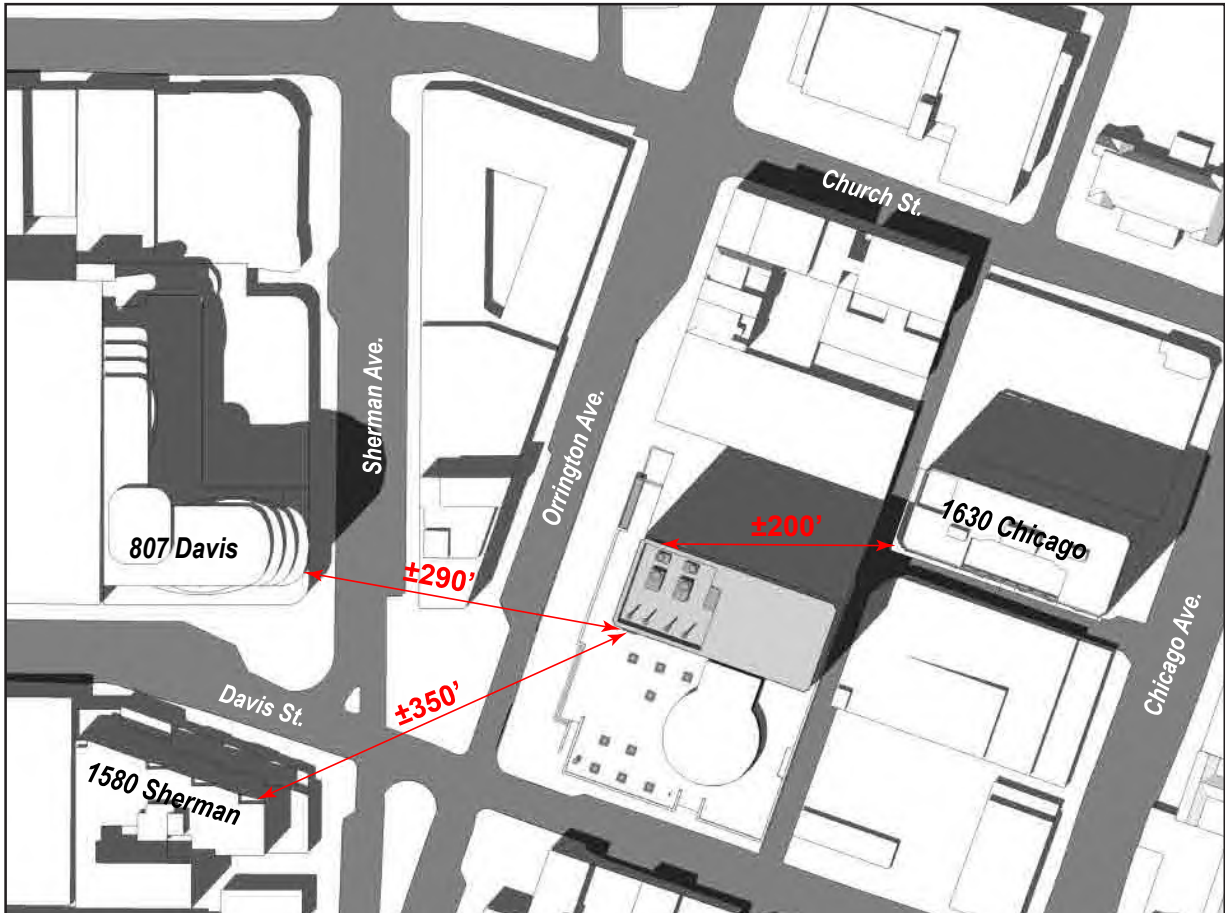 Church St.
Sherman Ave.
Orrington Ave.
±200’
1630 Chicago
807 Davis
±290’
Chicago Ave.
±350’
Davis St.
1580 Sherman